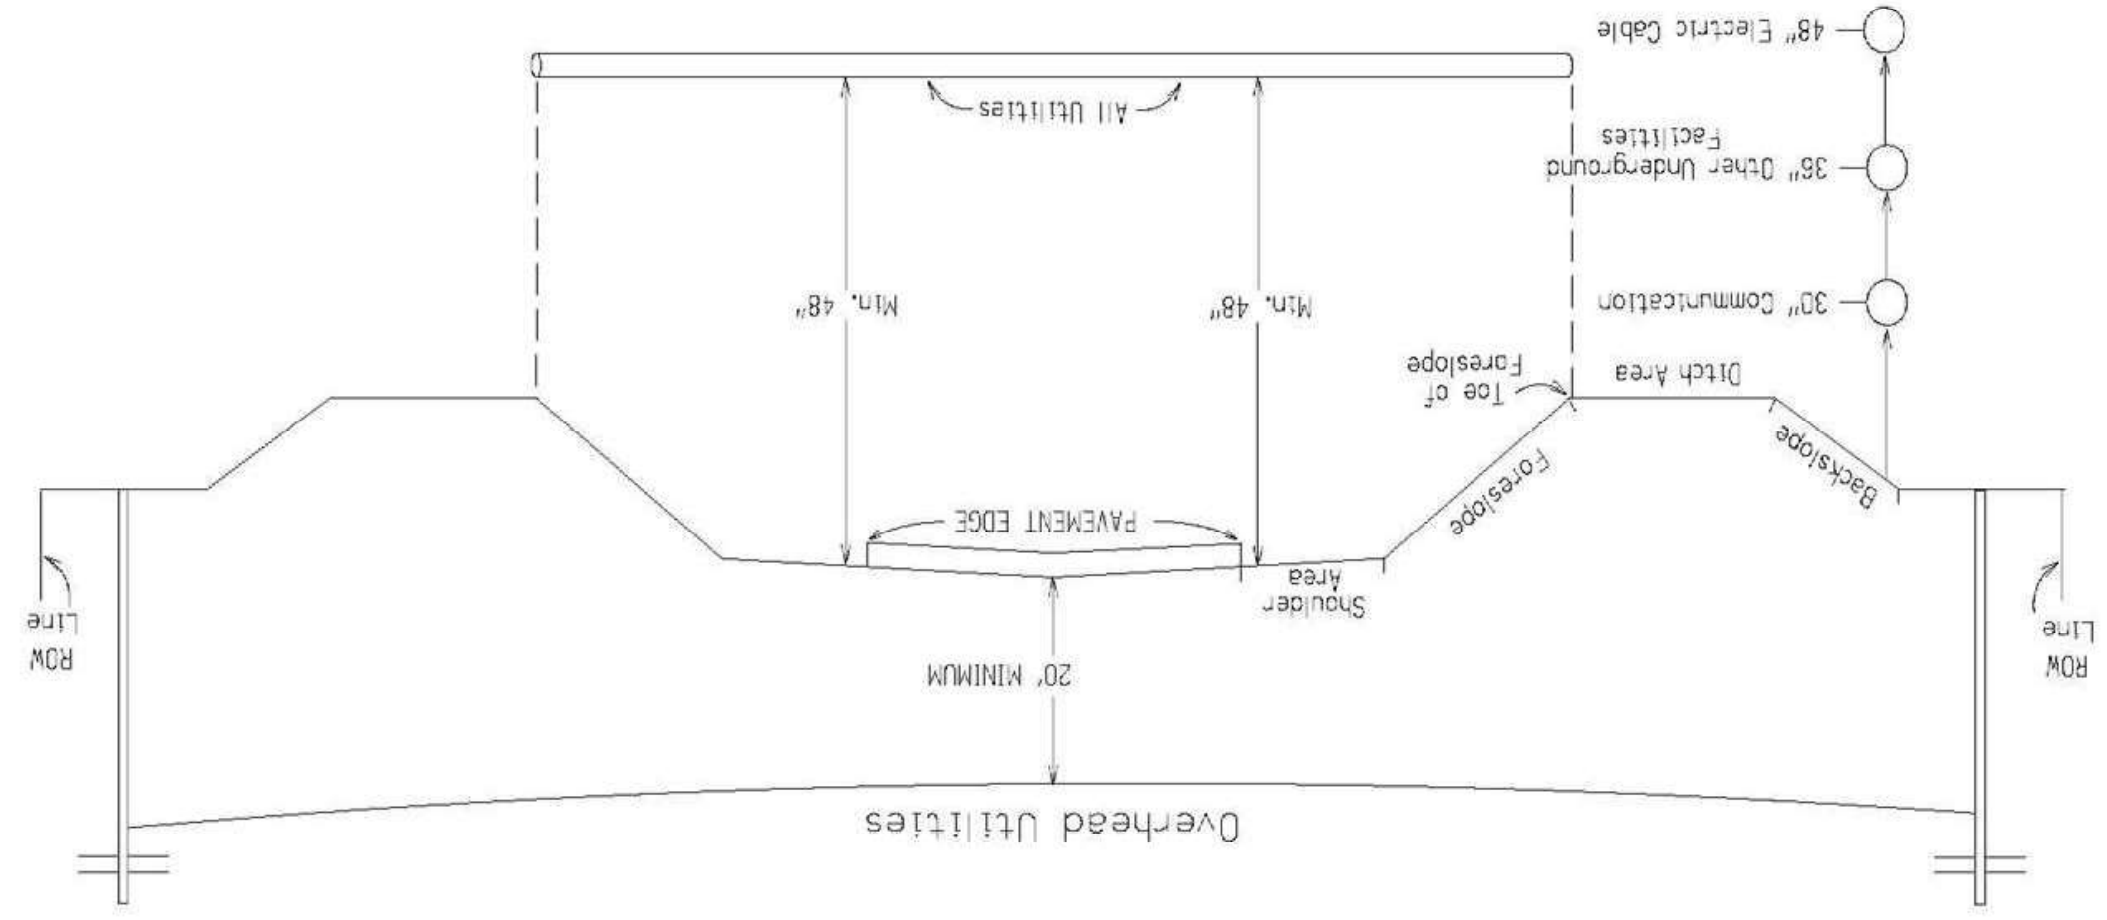 Overhead Utilities
20' MINIMUM
ROW
Line
ROW
Line
Shoulder
Area
PAVEMENT EDGE
Backslope
Foreslope
Ditch Area
Toe of
Foreslope
Min. 48"
Min. 48"
30" Communication
36" Other Underground
Facilities
All Utilities
48" Electric Cable